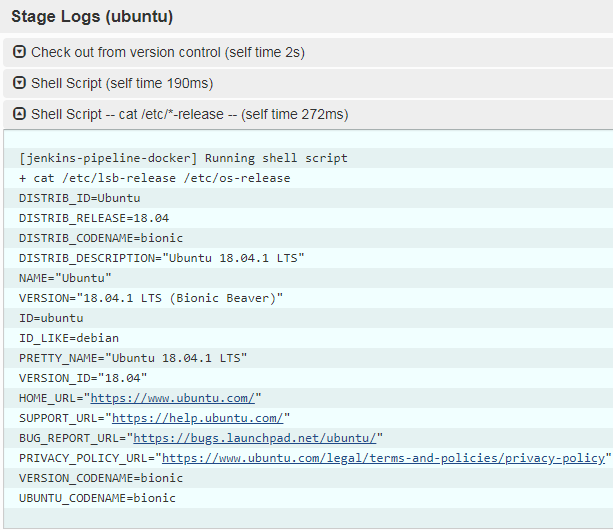 Stage Logs (ubuntu)
Check out from version control (self time 2s)
Shell Script (self time 190ms)
Shell Script -- cat /etc/*-release -- (self time 272ms)
[jenkins-pipeline-docker] Running shell script
+ cat /etc/lsb-release /etc/os-release
DISTRIB_ID=Ubuntu
DISTRIB_RELEASE=18.04
DISTRIB_CODENAME=bionic
DISTRIB_DESCRIPTION="Ubuntu 18.04.1 LTS"
NAME="Ubuntu"
VERSION="18.04.1 LTS (Bionic Beaver)"
ID=ubuntu
ID_LIKE=debian
PRETTY_NAME="Ubuntu 18.04.1 LTS"
VERSION_ID="18.04"
HOME_URL="https://www.ubuntu.com/"
SUPPORT_URL="https://help.ubuntu.com/"
BUG_REPORT_URL="https://bugs.launchpad.net/ubuntu/"
PRIVACY_POLICY_URL="https://www.ubuntu.com/legal/terms-and-policies/privacy-policy"
VERSION_CODENAME=bionic
UBUNTU_CODENAME=bionic